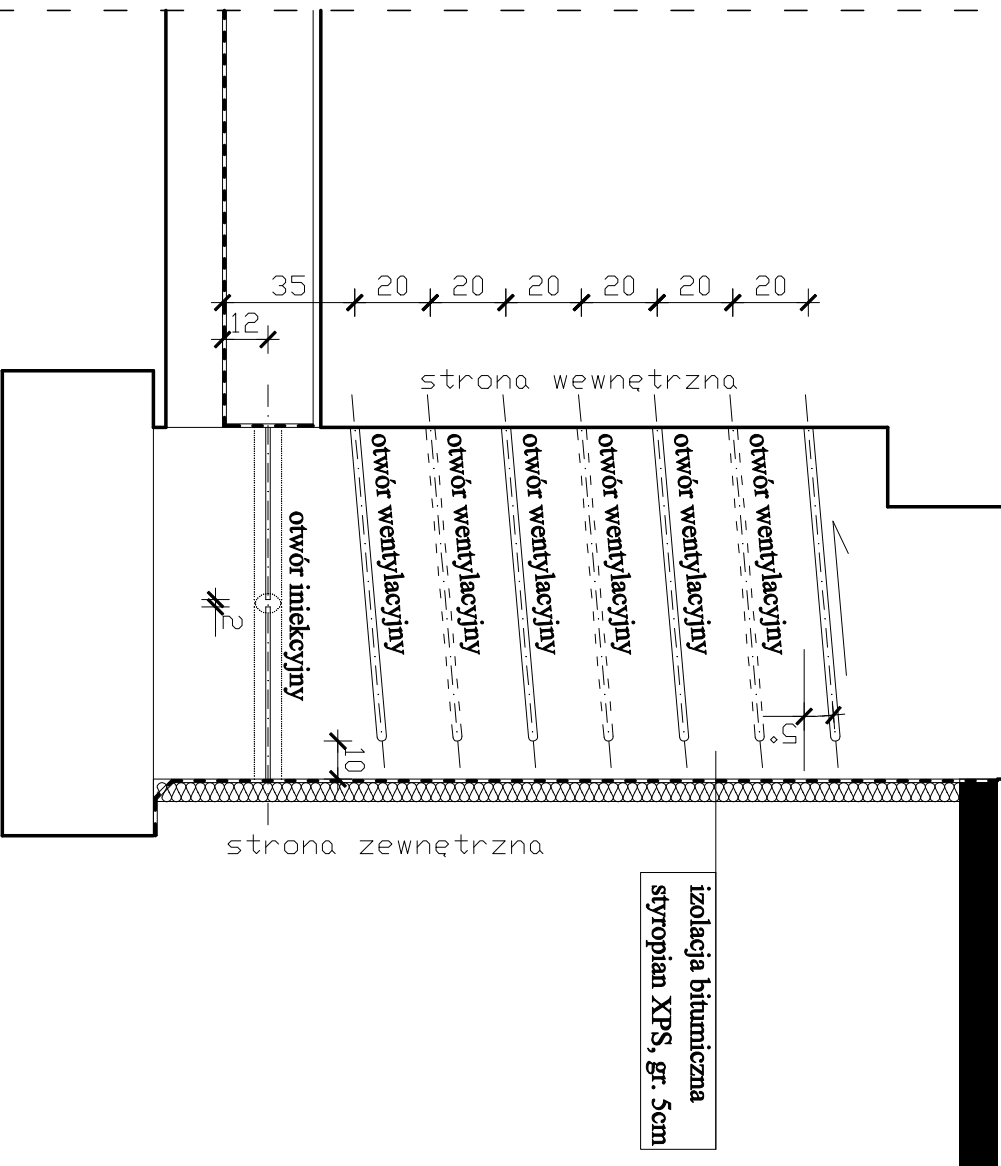 35
20
20
20
20
20
20
12
strona wewnętrzna
otwór wentylacyjny
otwór wentylacyjny
otwór wentylacyjny
otwór wentylacyjny
otwór wentylacyjny
otwór wentylacyjny
otwór iniekcyjny
2
5°
10
strona zewnętrzna
izolacja bitumiczna
styropian XPS, gr. 5cm